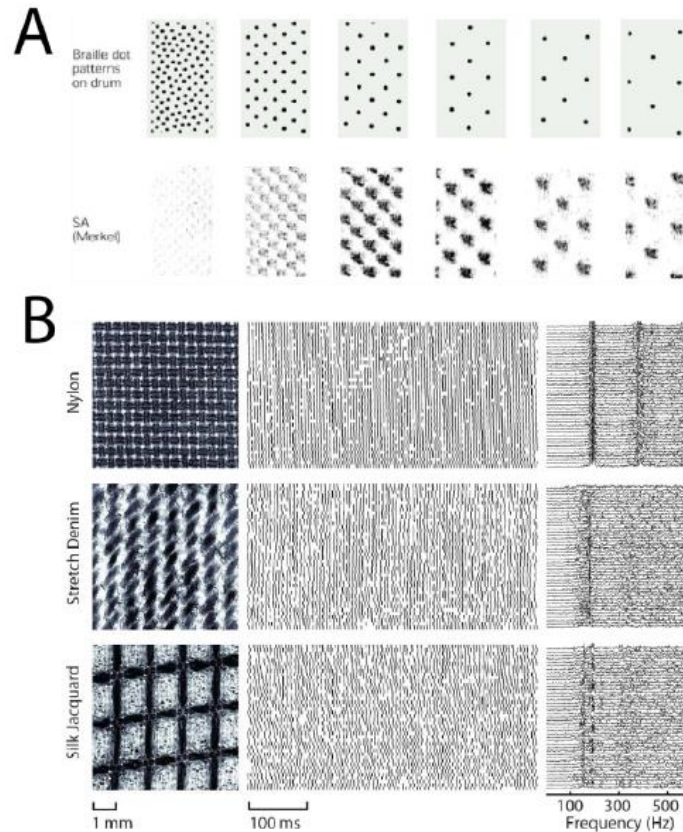 A
Braille dot
patterns
on drum
SA
(Merkel)
B
Nylon
Stretch Denim
Silk Jacquard
1 mm
100 ms
100 300 500
Frequency (Hz)